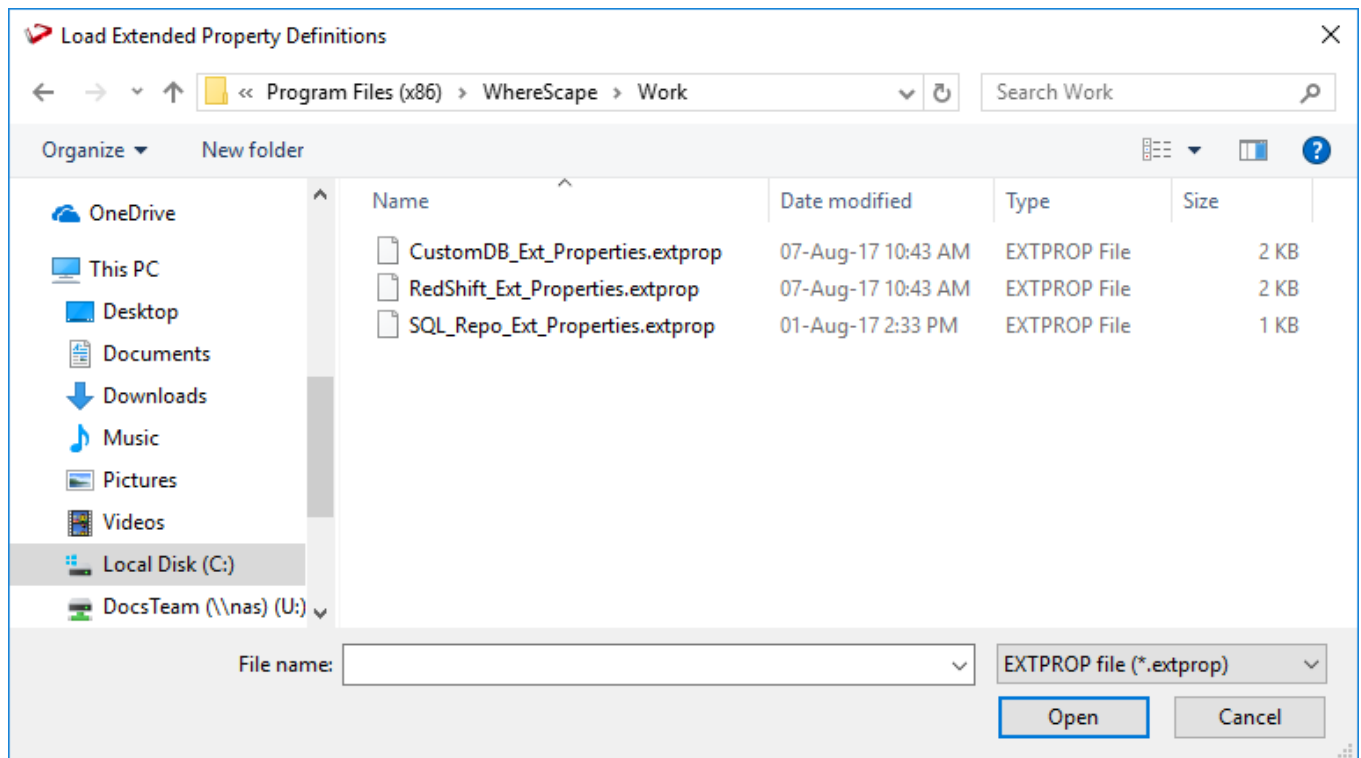 Load Extended Property Definitions
« Program Files (x86) > WhereScape > Work
Search Work
Organize
New folder
OneDrive
This PC
Desktop
Documents
Downloads
Music
Pictures
Videos
Local Disk (C:)
DocsTeam (\\nas) (U:)
Name Date modified Type Size
CustomDB_Ext_Properties.extprop 07-Aug-17 10:43 AM EXTPROP File 2 KB
RedShift_Ext_Properties.extprop 07-Aug-17 10:43 AM EXTPROP File 2 KB
SQL_Repo_Ext_Properties.extprop 01-Aug-17 2:33 PM EXTPROP File 1 KB
File name:
EXTPROP file (*.extprop)
Open Cancel